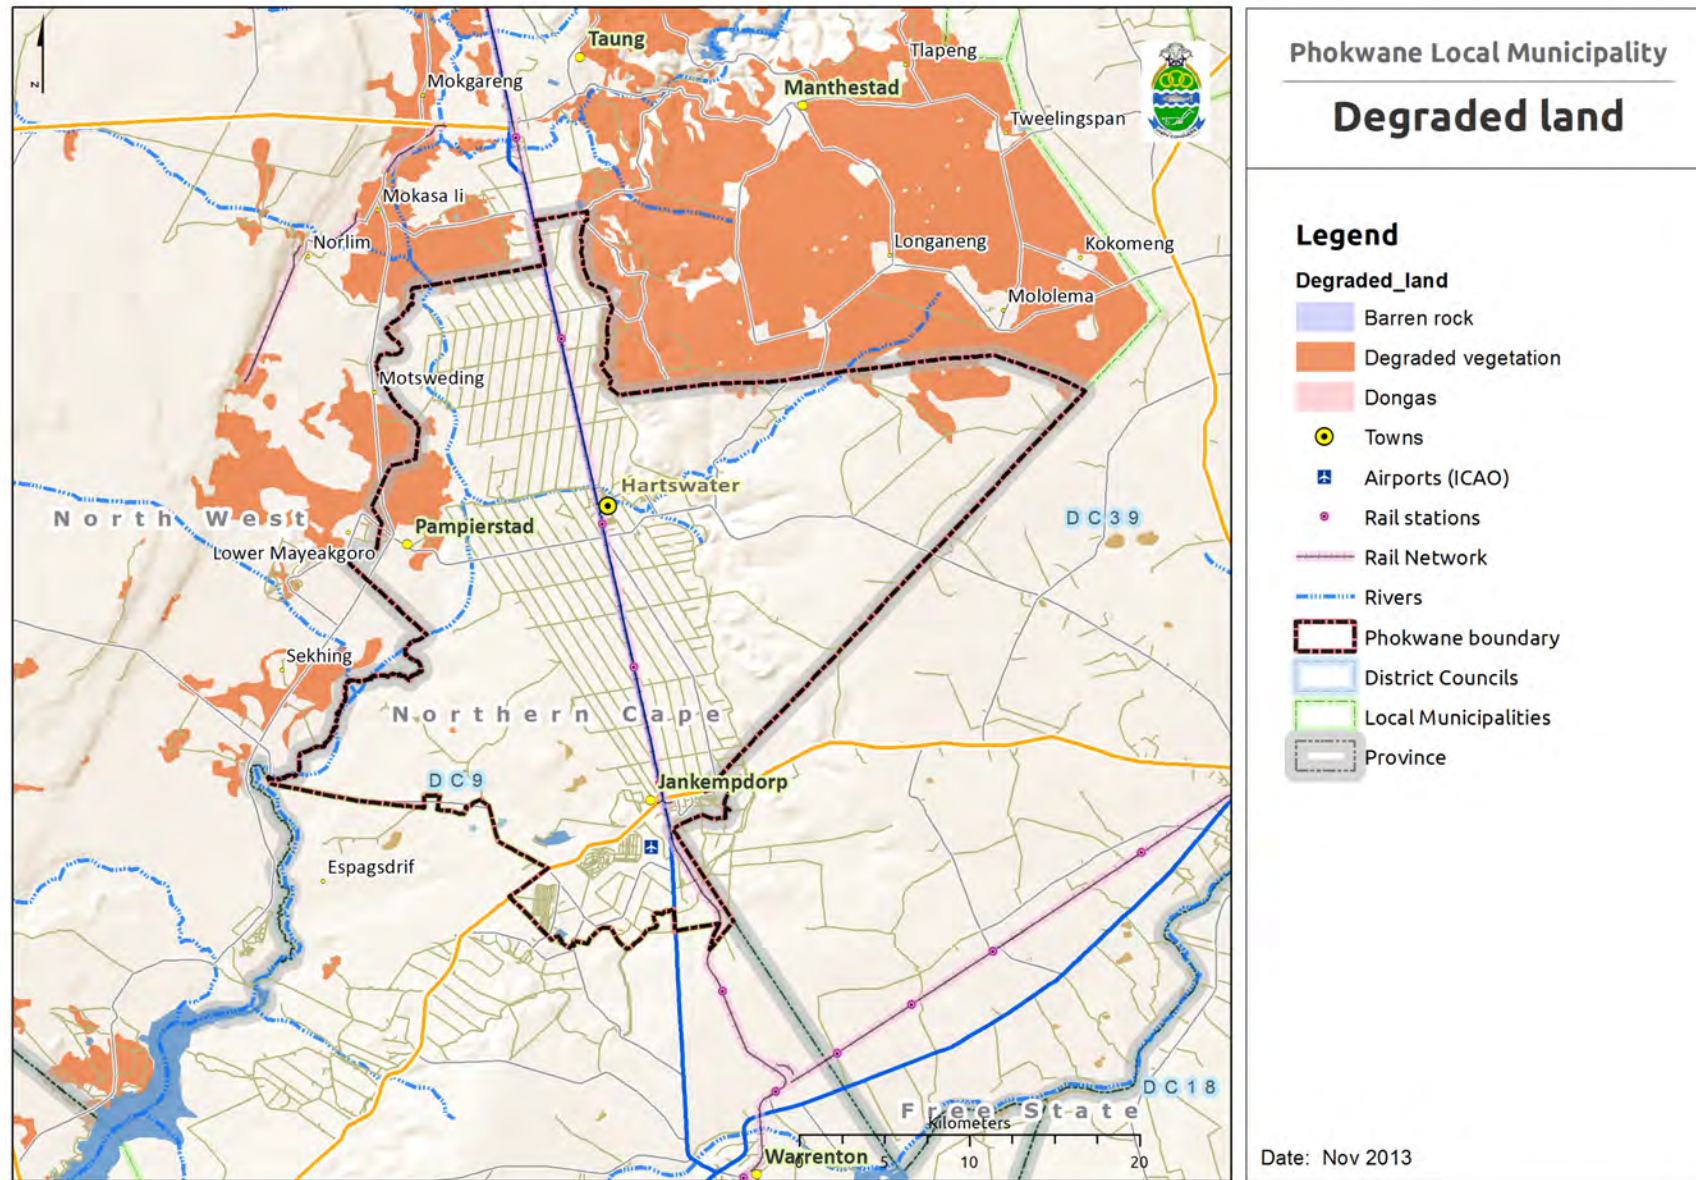 Phokwane Local Municipality
Degraded land
Legend
Degraded_land
Barren rock
Degraded vegetation
Dongas
Towns
Airports (ICAO)
Rail stations
Rail Network
Rivers
Phokwane boundary
District Councils
Local Municipalities
Province
Date: Nov 2013
z
Taung
Tlapeng
Mokgareng
Manthestad
Tweelingspan
Mokasa Ii
Norlim
Longaneng
Kokomeng
Mololema
Motsweding
Hartswater
North West
Pampierstad
DC39
Lower Mayeakgoro
Sekhing
Northern Cape
DC9
Jankempdorp
Espagsdrif
DC18
Free State
Kilometers
Warrenton
0 5 10 20